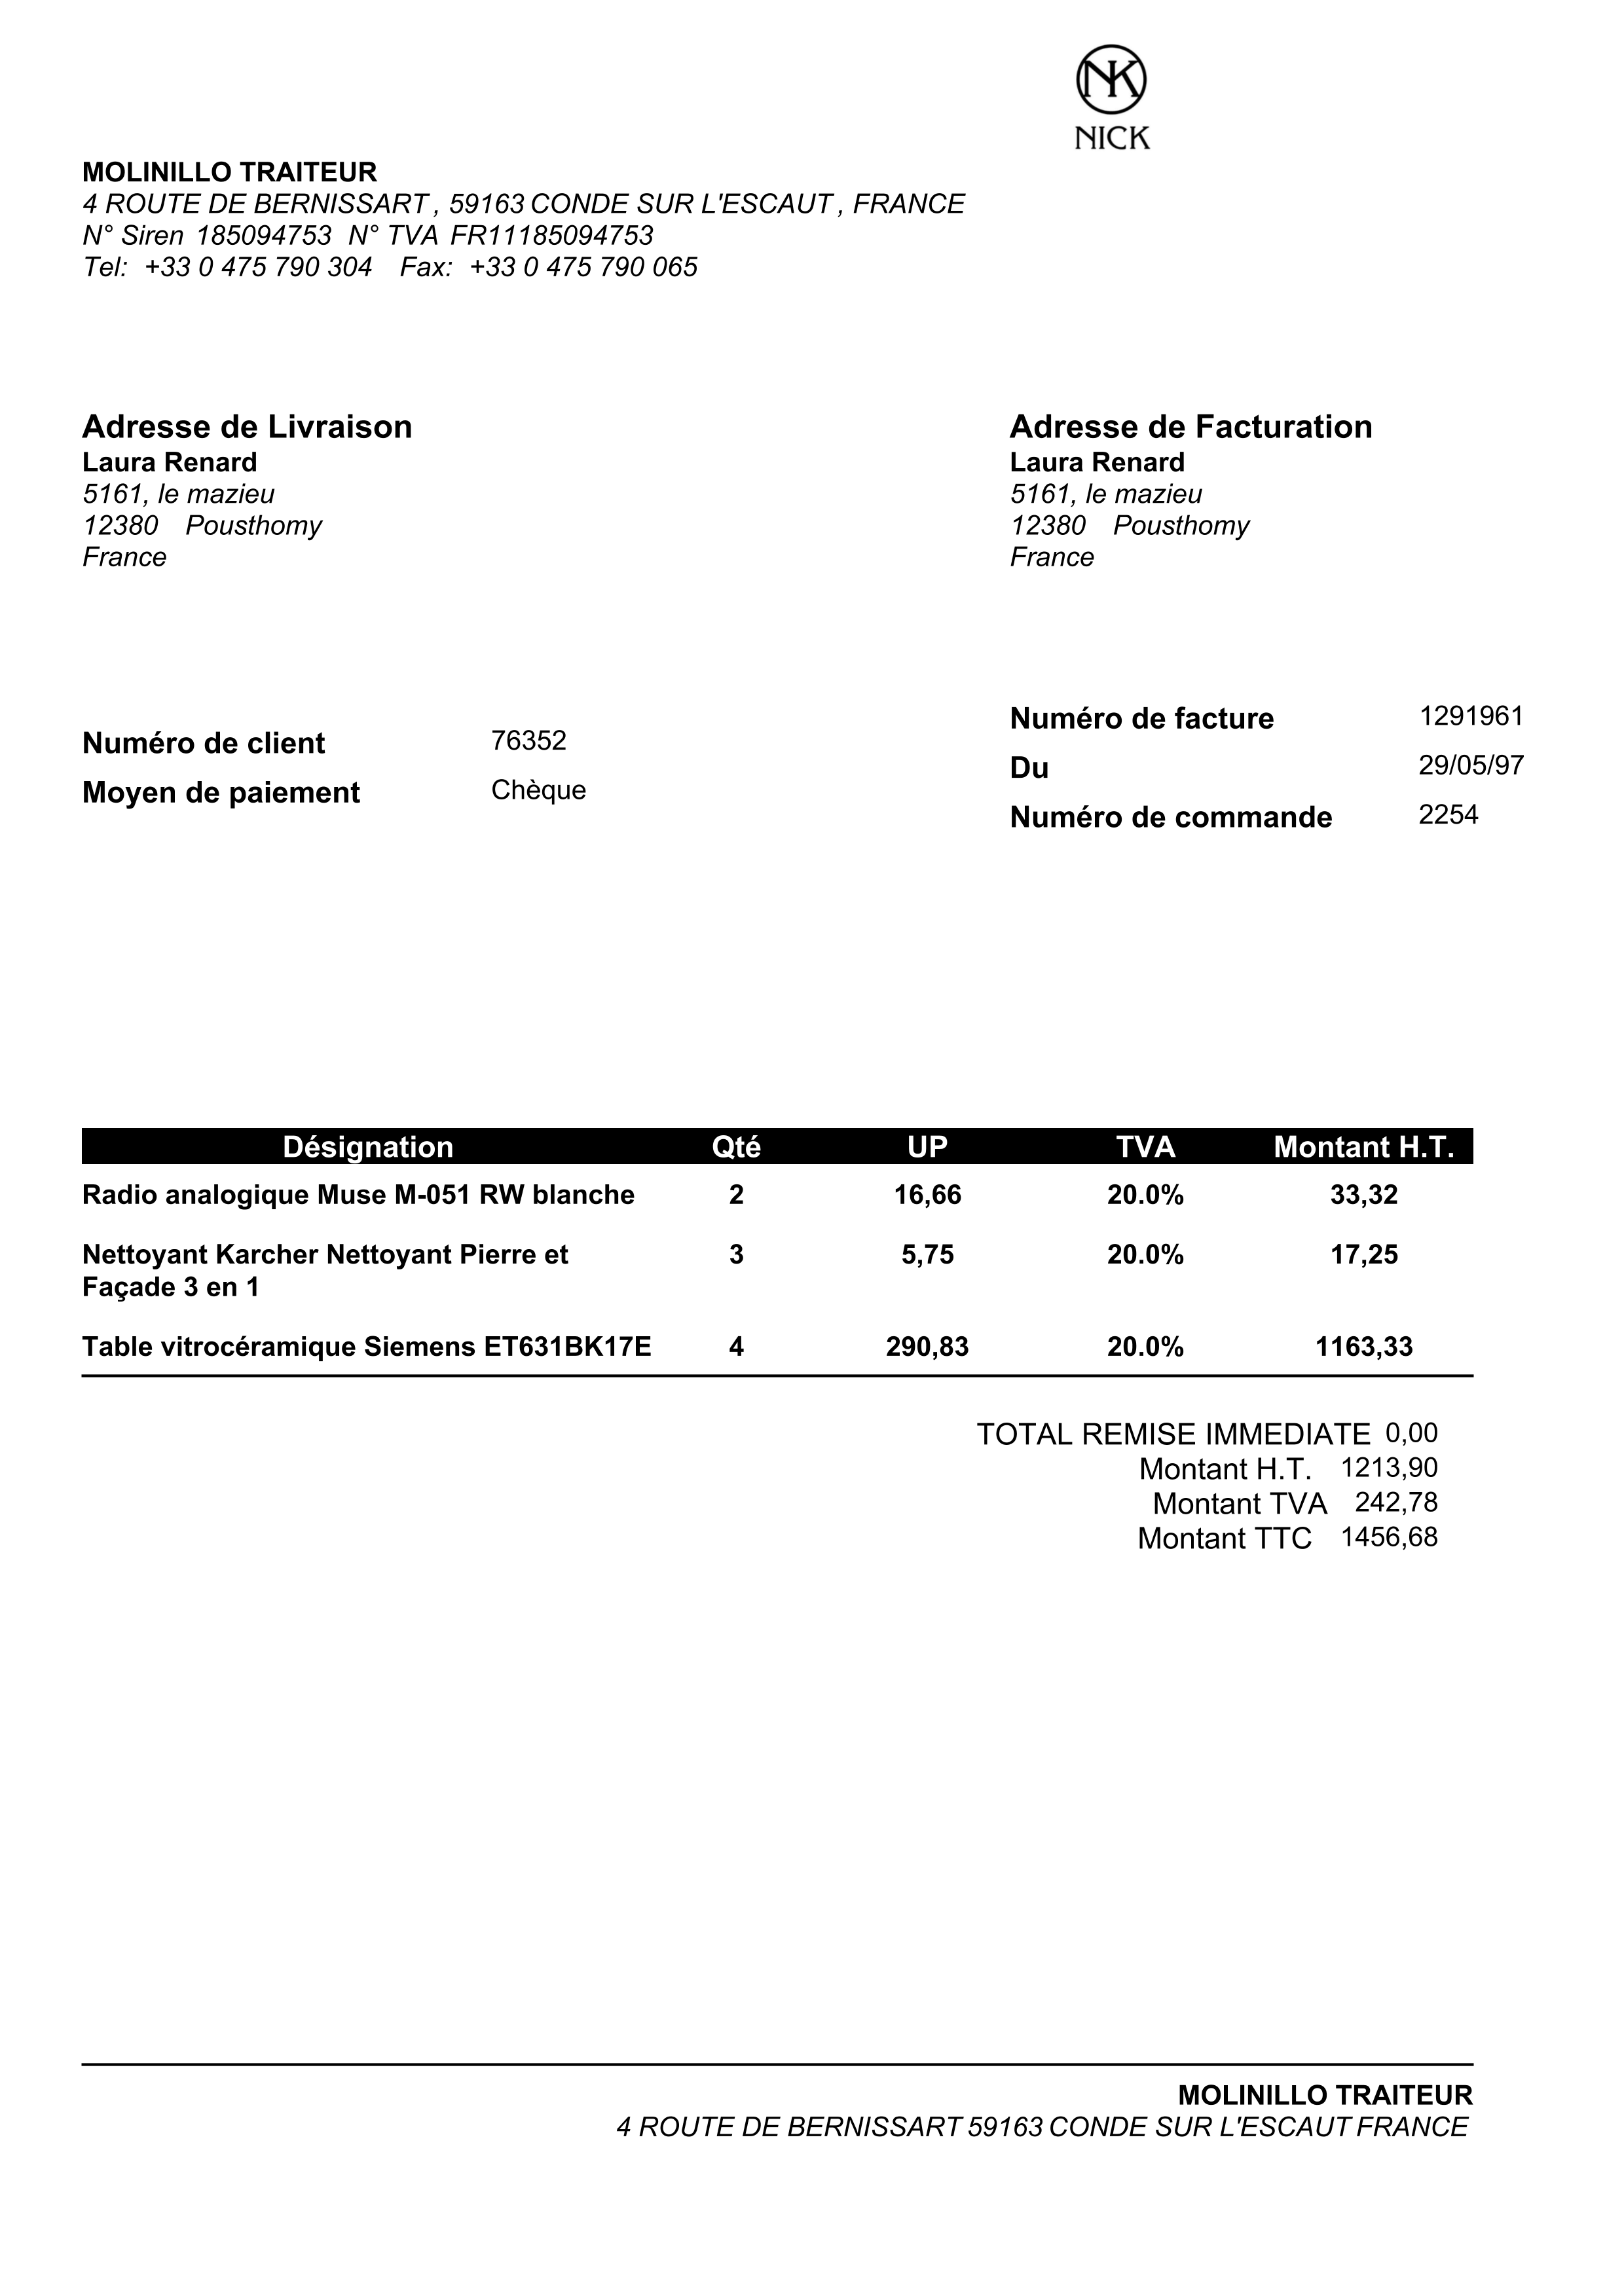 NK
NICK
MOLINILLO TRAITEUR
4 ROUTE DE BERNISSART , 59163 CONDE SUR L'ESCAUT , FRANCE
N° Siren 185094753 N° TVA FR11185094753
Tel: +33 0 475 790 304 Fax: +33 0 475 790 065
Adresse de Livraison
Laura Renard
5161, le mazieu
12380 Pousthomy
France
Adresse de Facturation
Laura Renard
5161, le mazieu
12380 Pousthomy
France
Numéro de client 76352
Moyen de paiement Chèque
Numéro de facture 1291961
Du 29/05/97
Numéro de commande 2254
Désignation Qté UP TVA Montant H.T.
Radio analogique Muse M-051 RW blanche 2 16,66 20.0% 33,32
Nettoyant Karcher Nettoyant Pierre et 3 5,75 20.0% 17,25
Façade 3 en 1
Table vitrocéramique Siemens ET631BK17E 4 290,83 20.0% 1163,33
TOTAL REMISE IMMEDIATE 0,00
Montant H.T. 1213,90
Montant TVA 242,78
Montant TTC 1456,68
MOLINILLO TRAITEUR
4 ROUTE DE BERNISSART 59163 CONDE SUR L'ESCAUT FRANCE